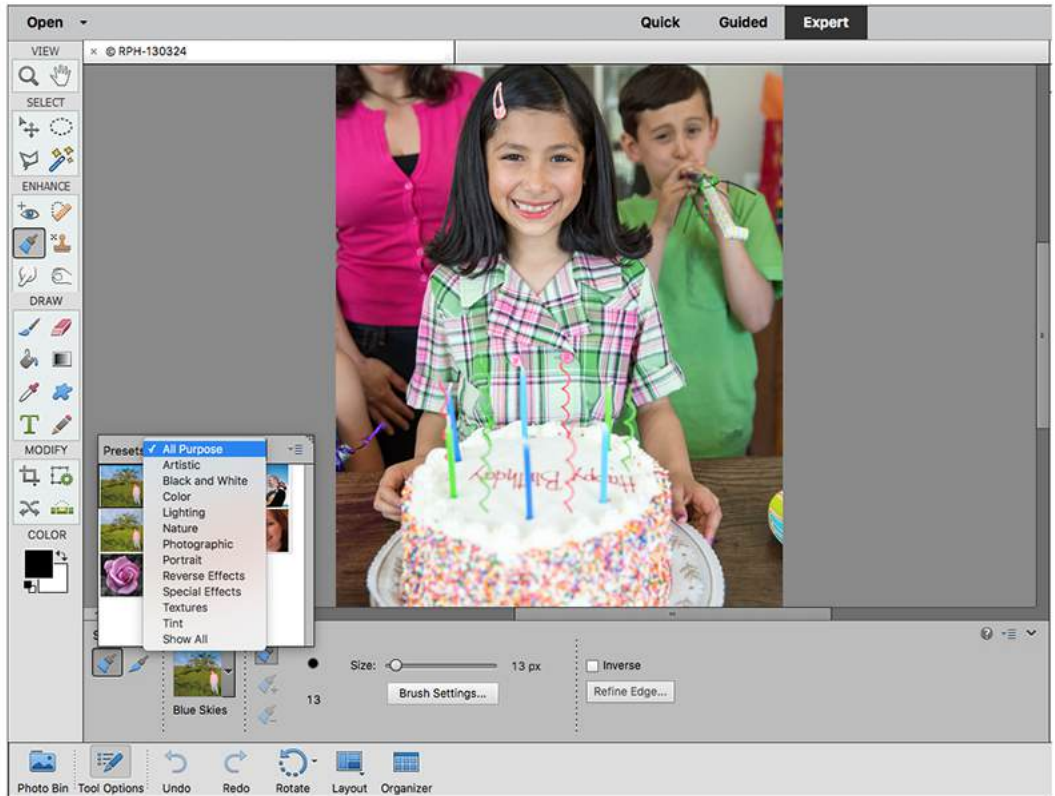 Open
Quick Guided Expert
VIEW
× © RPH-130324
SELECT
ENHANCE
DRAW
T
MODIFY
COLOR
Happy Birthday
Presets ✓ All Purpose
Artistic
Black and White
Color
Lighting
Nature
Photographic
Portrait
Reverse Effects
Special Effects
Textures
Tint
Show All
Size: 13 px
Inverse
13
Brush Settings...
Refine Edge...
Blue Skies
Photo Bin Tool Options Undo Redo Rotate Layout Organizer